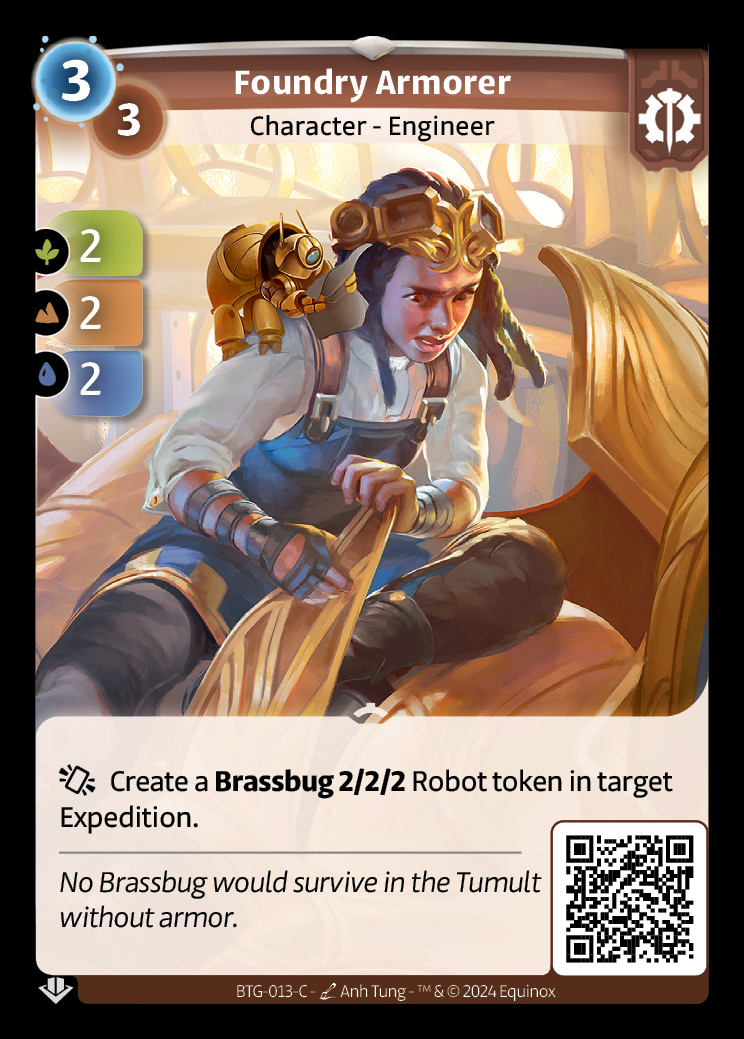 3
Foundry Armorer
3
Character - Engineer
2
2
2
Create a Brassbug 2/2/2 Robot token in target
Expedition.
No Brassbug would survive in the Tumult
without armor.
BTG-013-C - Anh Tung - ™ & © 2024 Equinox